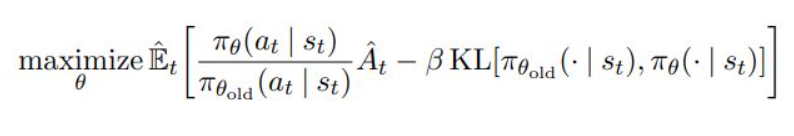 maximize_θ Ê_t [ π_θ(a_t | s_t) / π_θ_old(a_t | s_t) Â_t − β KL[π_θ_old(· | s_t), π_θ(· | s_t)] ]